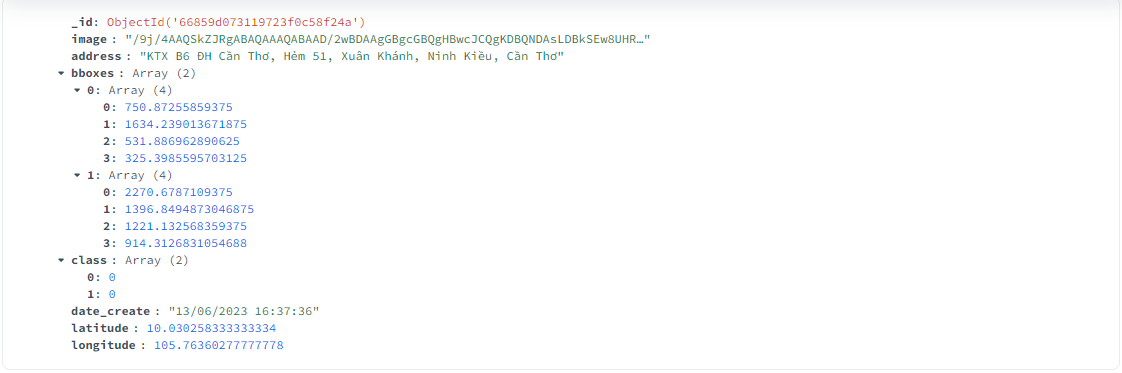 _id: ObjectId('66859d073119723f0c58f24a')
image : "/9j/4AAQSkZJRgABAQAAAQABAAD/2wBDAAgGBgcGBQgHBwcJCQgKDBQNDAsLDBkSEw8UHR…"
address : "KTX B6 ĐH Cần Thơ, Hẻm 51, Xuân Khánh, Ninh Kiều, Cần Thơ"
bboxes : Array (2)
0: Array (4)
0: 750.87255859375
1: 1634.239013671875
2: 531.886962890625
3: 325.3985595703125
1: Array (4)
0: 2270.6787109375
1: 1396.8494873046875
2: 1221.132568359375
3: 914.3126831054688
class : Array (2)
0: 0
1: 0
date_create : "13/06/2023 16:37:36"
latitude : 10.030258333333334
longitude : 105.76360277777778